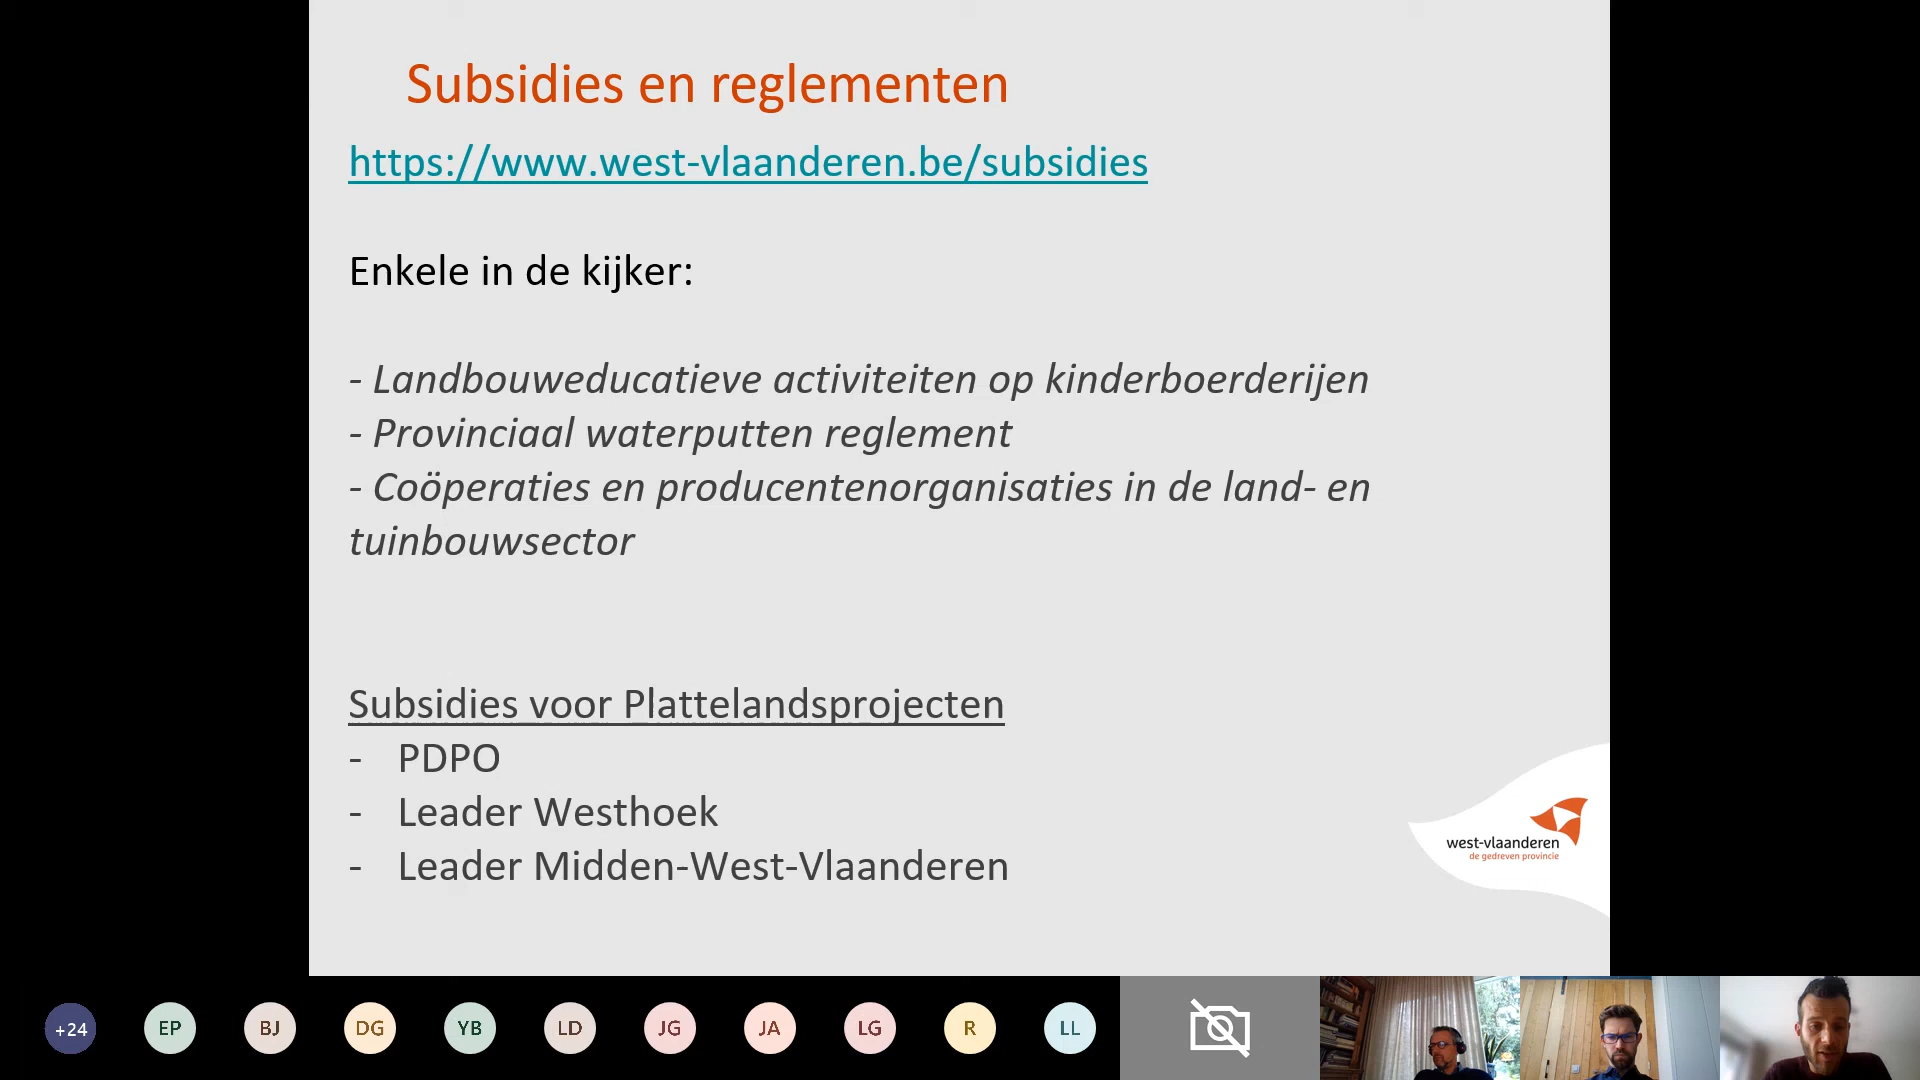 Subsidies en reglementen
https://www.west-vlaanderen.be/subsidies
Enkele in de kijker:
- Landbouweducatieve activiteiten op kinderboerderijen
- Provinciaal waterputten reglement
- Coöperaties en producentenorganisaties in de land- en
tuinbouwsector
Subsidies voor Plattelandsprojecten
- PDPO
- Leader Westhoek
- Leader Midden-West-Vlaanderen
west-vlaanderen
de gedreven provincie
+24 EP BJ DG YB LD JG JA LG R LL